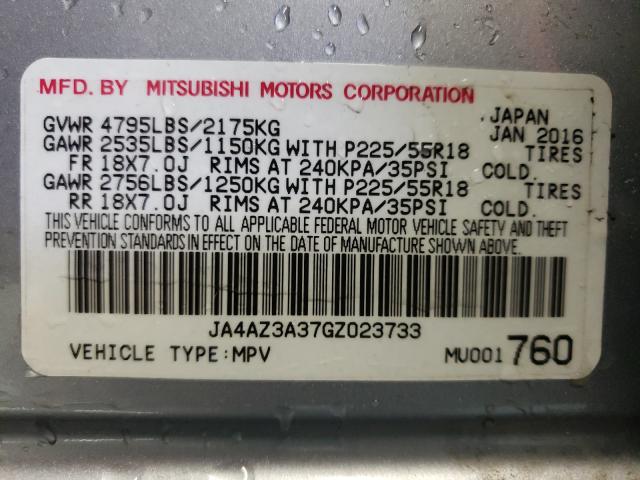 MFD. BY MITSUBISHI MOTORS CORPORATION
JAPAN
GVWR 4795LBS/2175KG JAN 2016
GAWR 2535LBS/1150KG WITH P225/55R18 TIRES
FR 18X7.0J RIMS AT 240KPA/35PSI COLD.
GAWR 2756LBS/1250KG WITH P225/55R18 TIRES
RR 18X7.0J RIMS AT 240KPA/35PSI COLD.
THIS VEHICLE CONFORMS TO ALL APPLICABLE FEDERAL MOTOR VEHICLE SAFETY AND THEFT
PREVENTION STANDARDS IN EFFECT ON THE DATE OF MANUFACTURE SHOWN ABOVE.
JA4AZ3A37GZ023733
VEHICLE TYPE:MPV MU001760